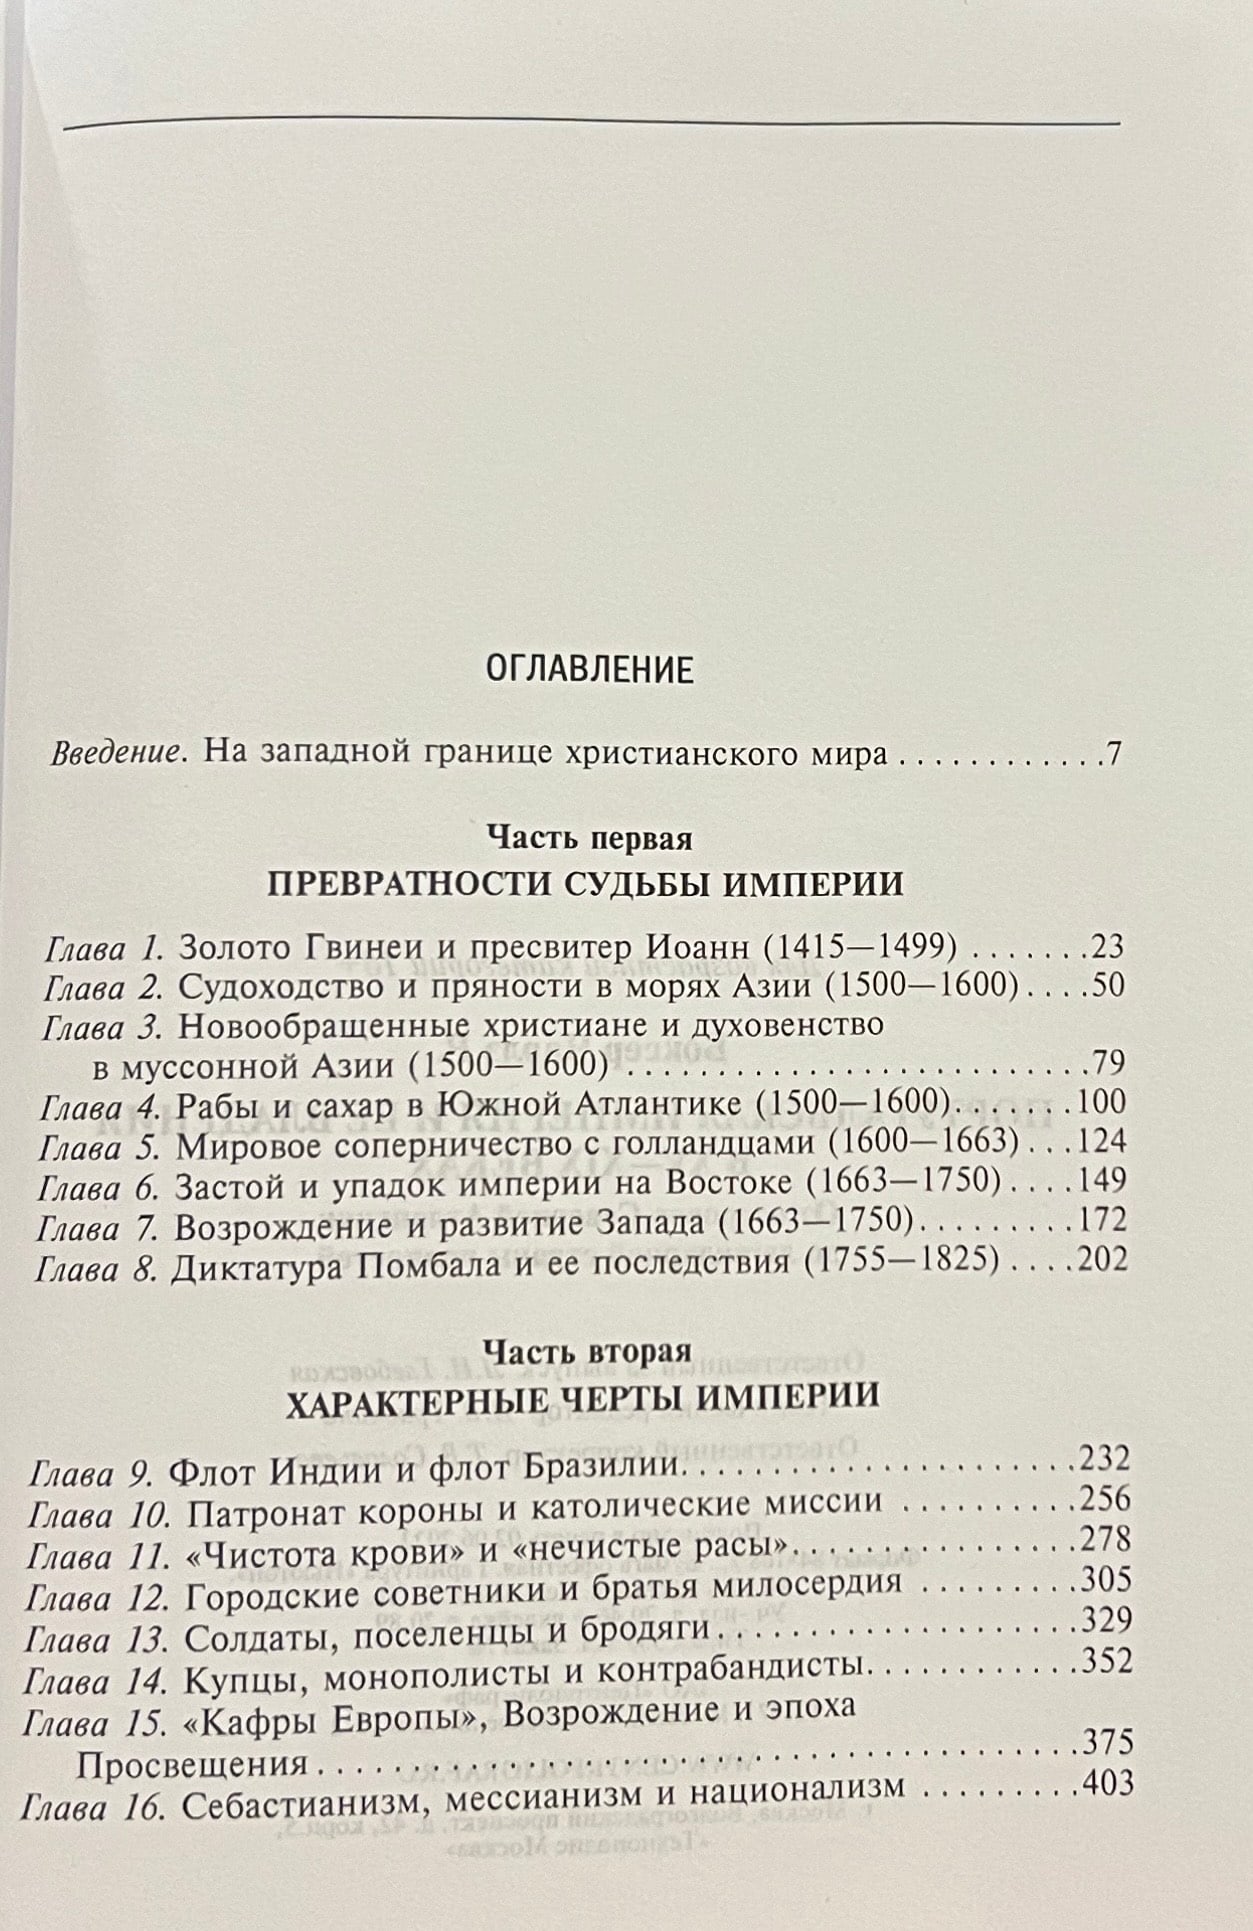 ОГЛАВЛЕНИЕ
Введение. На западной границе христианского мира . . . . . . . . . . . . .7
Часть первая
ПРЕВРАТНОСТИ СУДЬБЫ ИМПЕРИИ
Глава 1. Золото Гвинеи и пресвитер Иоанн (1415—1499) . . . . . . .23
Глава 2. Судоходство и пряности в морях Азии (1500—1600) . . . .50
Глава 3. Новообращенные христиане и духовенство
в муссонной Азии (1500—1600) . . . . . . . . . . . . . . . . . . . . . . . . . . .79
Глава 4. Рабы и сахар в Южной Атлантике (1500—1600). . . . . . .100
Глава 5. Мировое соперничество с голландцами (1600—1663) . . .124
Глава 6. Застой и упадок империи на Востоке (1663—1750) . . . .149
Глава 7. Возрождение и развитие Запада (1663—1750). . . . . . . . .172
Глава 8. Диктатура Помбала и ее последствия (1755—1825) . . . .202
Часть вторая
ХАРАКТЕРНЫЕ ЧЕРТЫ ИМПЕРИИ
Глава 9. Флот Индии и флот Бразилии. . . . . . . . . . . . . . . . . . . . . . .232
Глава 10. Патронат короны и католические миссии . . . . . . . . . .256
Глава 11. «Чистота крови» и «нечистые расы». . . . . . . . . . . . . . . .278
Глава 12. Городские советники и братья милосердия . . . . . . . . .305
Глава 13. Солдаты, поселенцы и бродяги. . . . . . . . . . . . . . . . . . . . .329
Глава 14. Купцы, монополисты и контрабандисты. . . . . . . . . . . .352
Глава 15. «Кафры Европы», Возрождение и эпоха
Просвещения . . . . . . . . . . . . . . . . . . . . . . . . . . . . . . . . . . . . . . . .375
Глава 16. Себастианизм, мессианизм и национализм . . . . . . . . .403